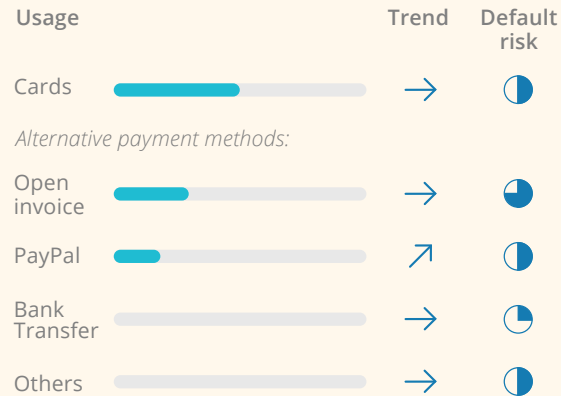 Usage Trend Default
risk
Cards
Alternative payment methods:
Open
invoice
PayPal
Bank
Transfer
Others